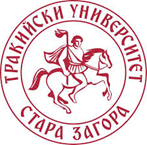 ТРАКИЙСКИ УНИВЕРСИТЕТ
СТАРА ЗАГОРА